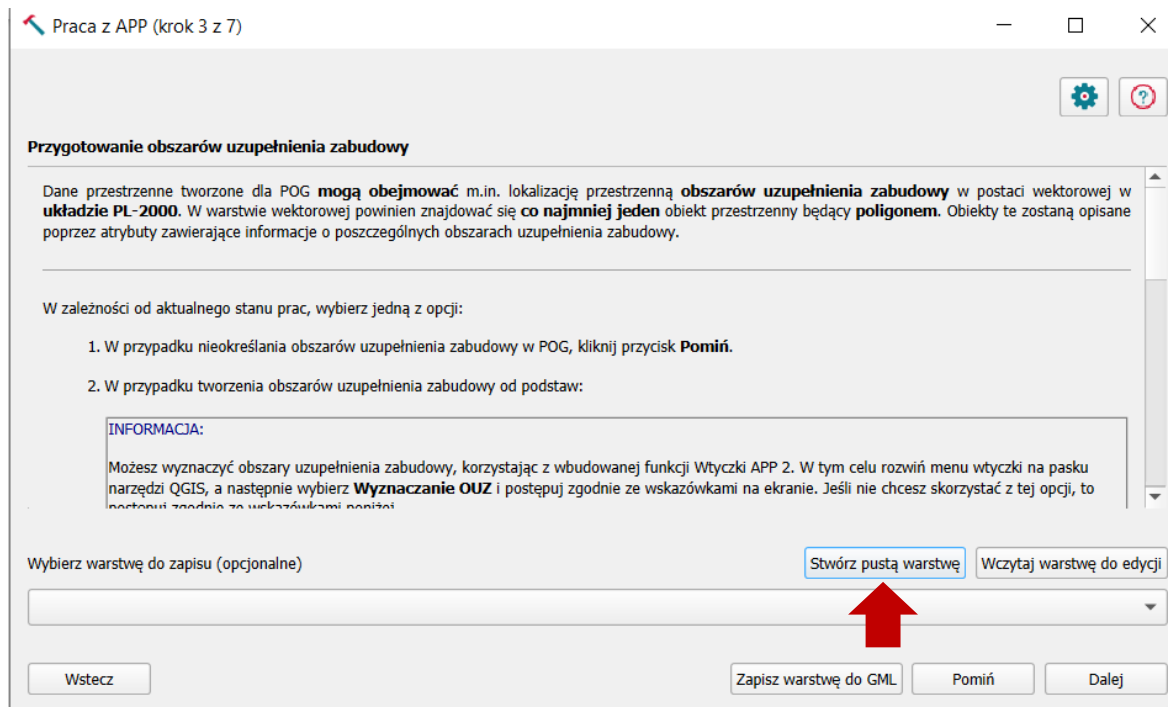 Praca z APP (krok 3 z 7)
Przygotowanie obszarów uzupełnienia zabudowy
Dane przestrzenne tworzone dla POG mogą obejmować m.in. lokalizację przestrzenną obszarów uzupełnienia zabudowy w postaci wektorowej w
układzie PL-2000. W warstwie wektorowej powinien znajdować się co najmniej jeden obiekt przestrzenny będący poligonem. Obiekty te zostaną opisane
poprzez atrybuty zawierające informacje o poszczególnych obszarach uzupełnienia zabudowy.
W zależności od aktualnego stanu prac, wybierz jedną z opcji:
1. W przypadku nieokreślania obszarów uzupełnienia zabudowy w POG, kliknij przycisk Pomiń.
2. W przypadku tworzenia obszarów uzupełnienia zabudowy od podstaw:
INFORMACJA:
Możesz wyznaczyć obszary uzupełnienia zabudowy, korzystając z wbudowanej funkcji Wtyczki APP 2. W tym celu rozwiń menu wtyczki na pasku
narzędzi QGIS, a następnie wybierz Wyznaczanie OUZ i postępuj zgodnie ze wskazówkami na ekranie. Jeśli nie chcesz skorzystać z tej opcji, to
postępuj zgodnie ze wskazówkami poniżej.
Wybierz warstwę do zapisu (opcjonalne)
Stwórz pustą warstwę
Wczytaj warstwę do edycji
Wstecz
Zapisz warstwę do GML
Pomiń
Dalej